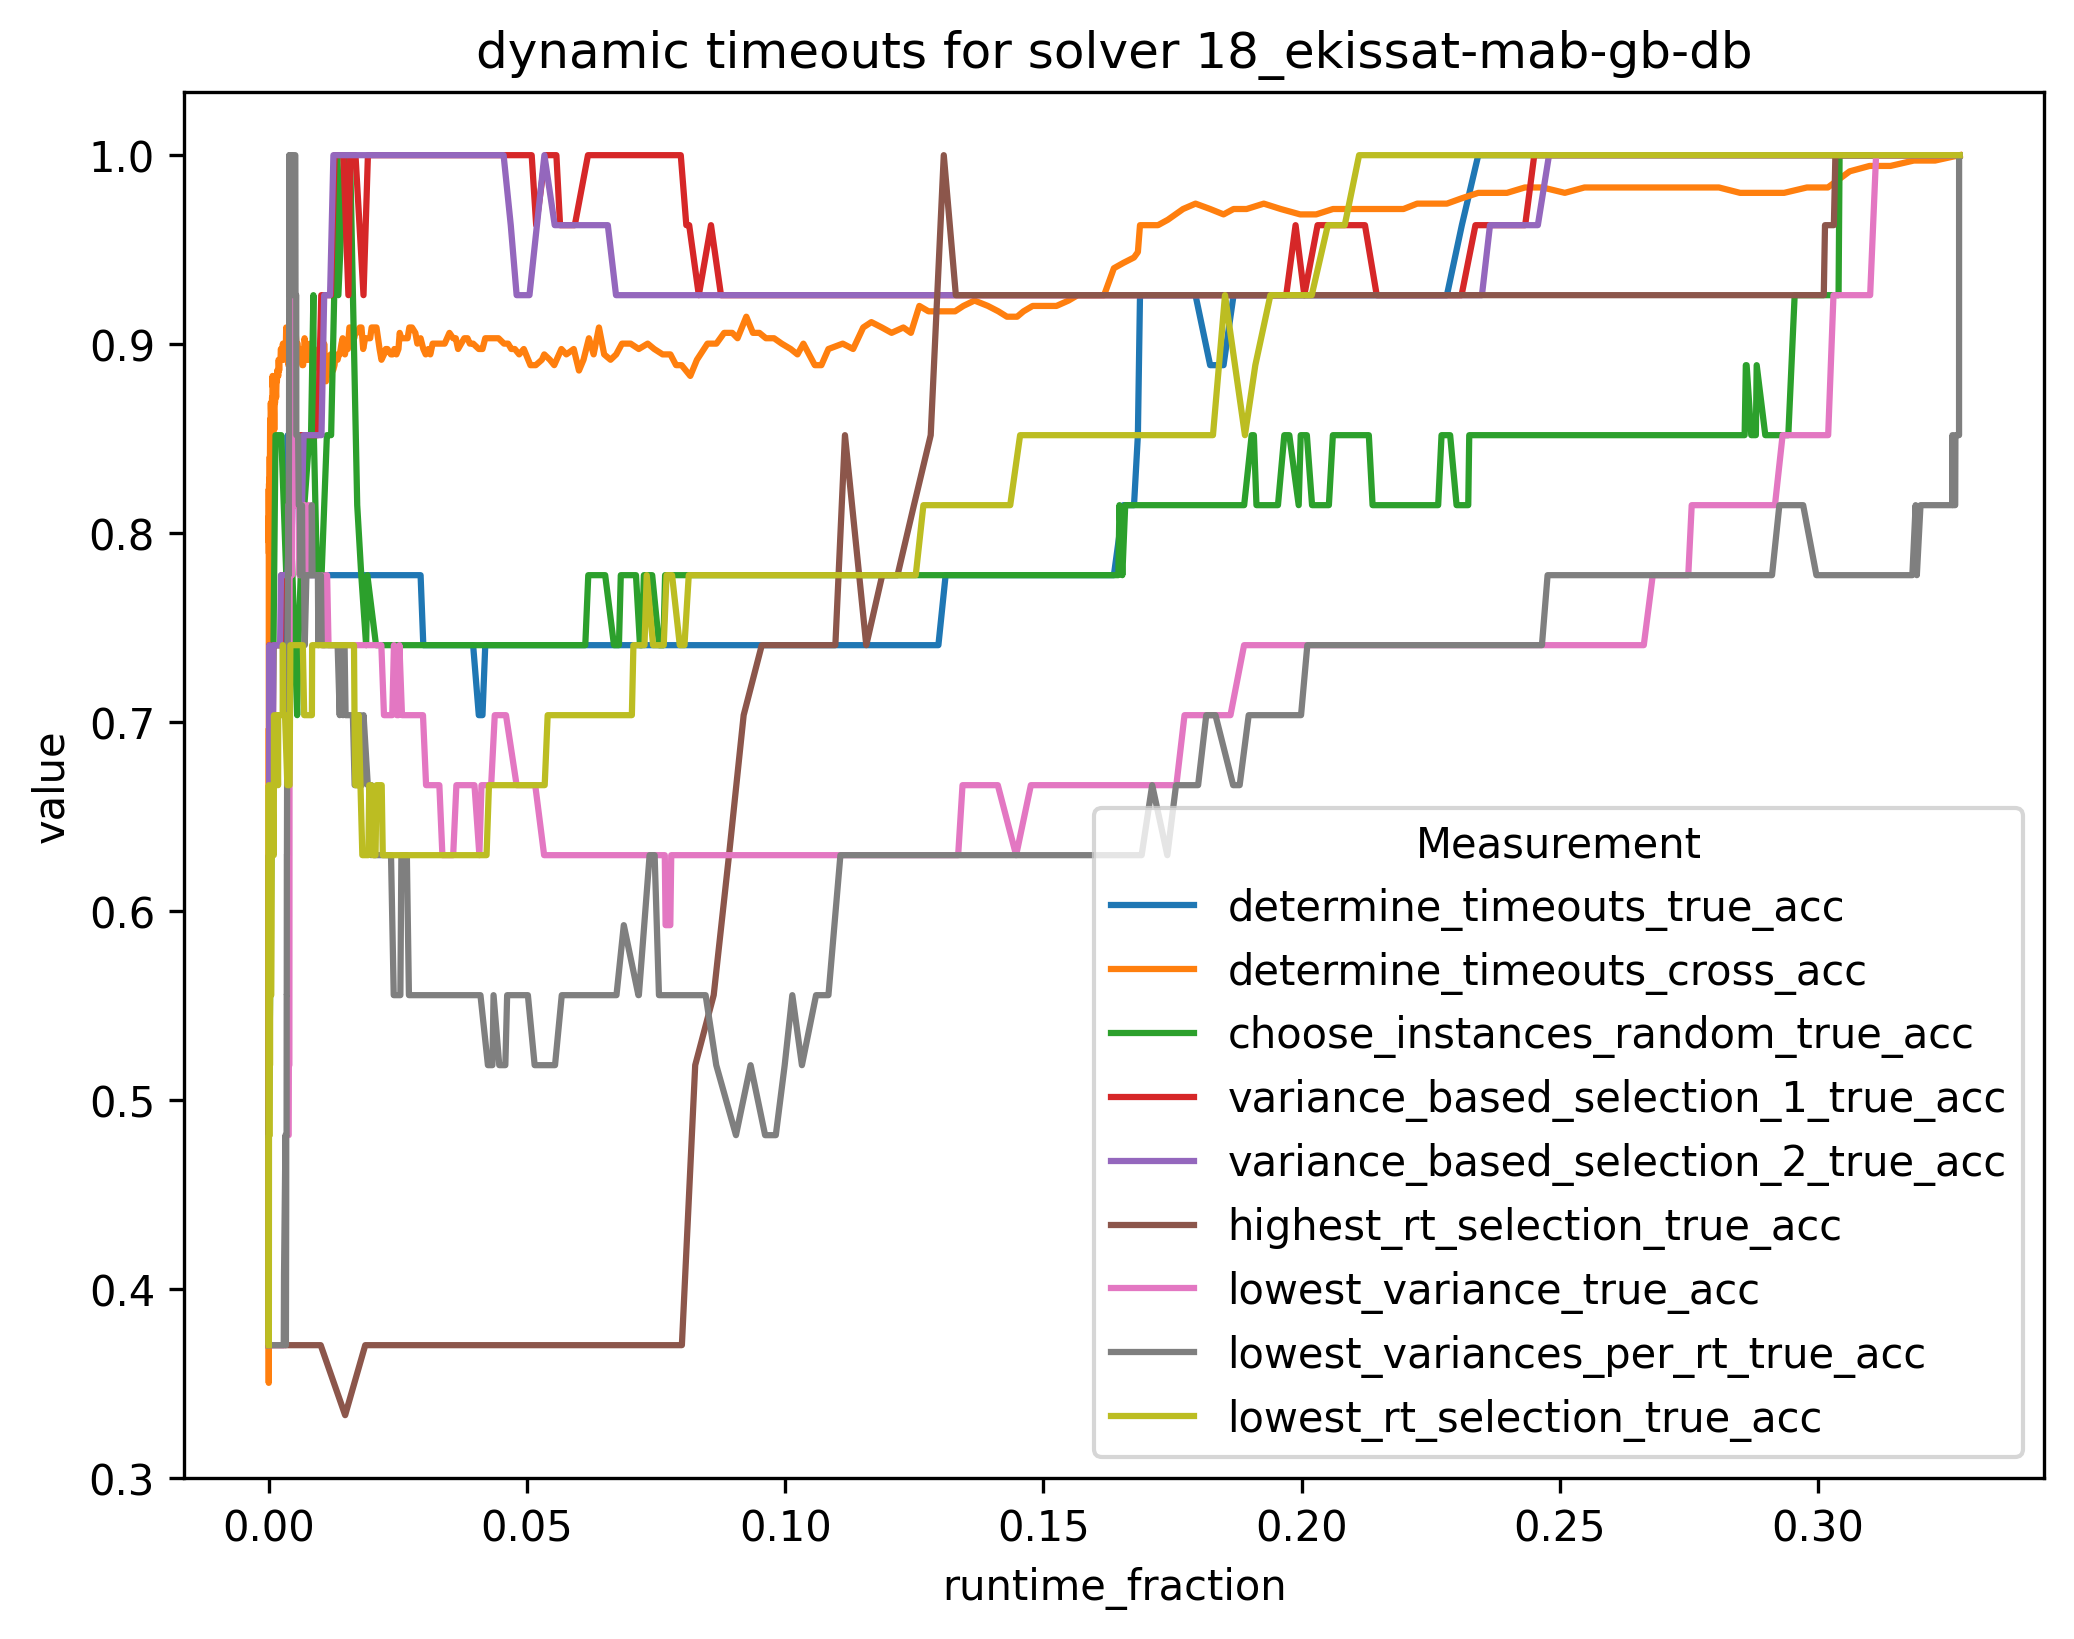 dynamic timeouts for solver 18_ekissat-mab-gb-db
1.0
0.9
0.8
0.7
0.6
0.5
0.4
0.3
value
Measurement
determine_timeouts_true_acc
determine_timeouts_cross_acc
choose_instances_random_true_acc
variance_based_selection_1_true_acc
variance_based_selection_2_true_acc
highest_rt_selection_true_acc
lowest_variance_true_acc
lowest_variances_per_rt_true_acc
lowest_rt_selection_true_acc
0.00 0.05 0.10 0.15 0.20 0.25 0.30
runtime_fraction